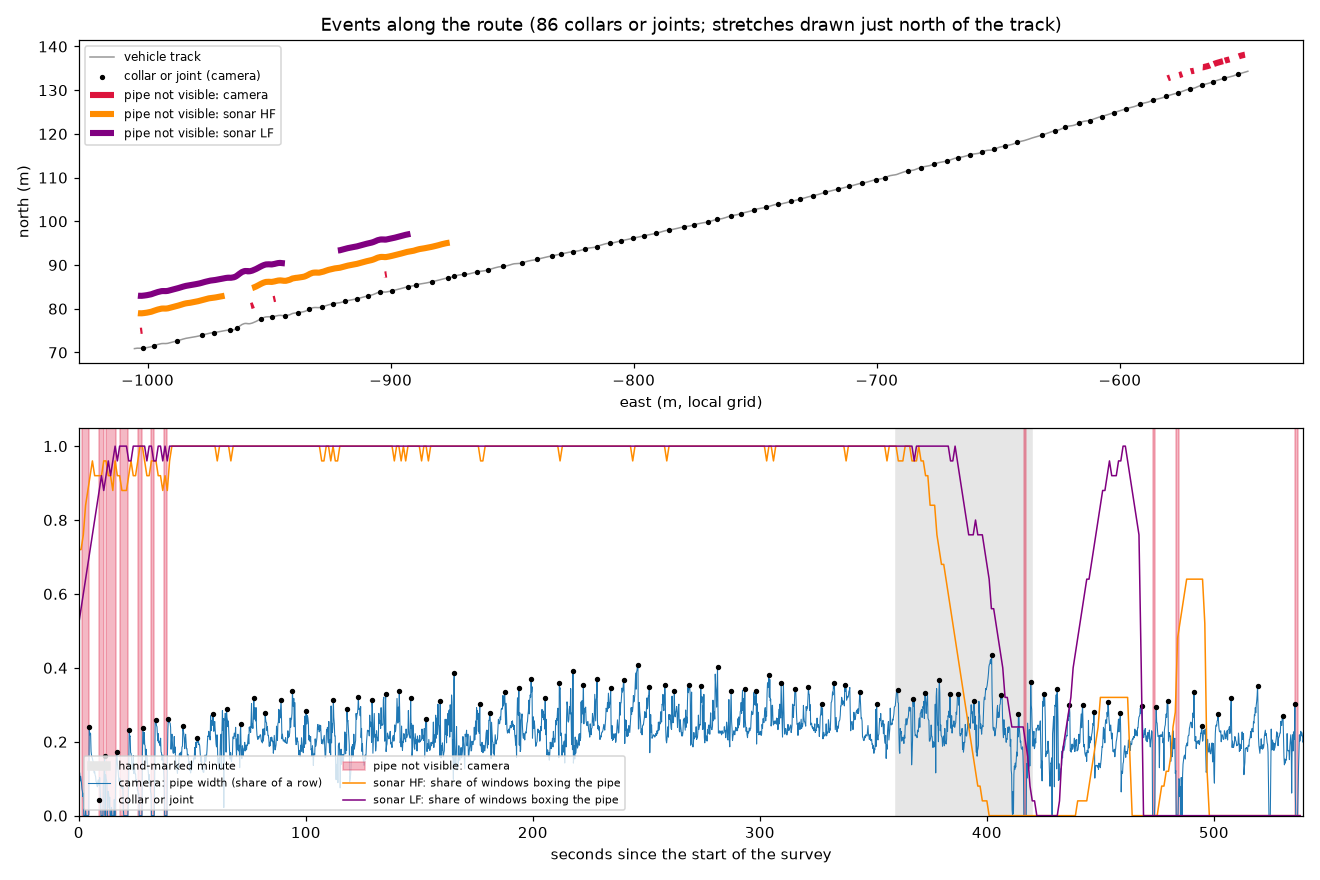 Events along the route (86 collars or joints; stretches drawn just north of the track)
140
130
120
110
100
90
80
70
north (m)
vehicle track
collar or joint (camera)
pipe not visible: camera
pipe not visible: sonar HF
pipe not visible: sonar LF
−1000 −900 −800 −700 −600
east (m, local grid)
1.0
0.8
0.6
0.4
0.2
0.0
hand-marked minute
camera: pipe width (share of a row)
collar or joint
pipe not visible: camera
sonar HF: share of windows boxing the pipe
sonar LF: share of windows boxing the pipe
0 100 200 300 400 500
seconds since the start of the survey